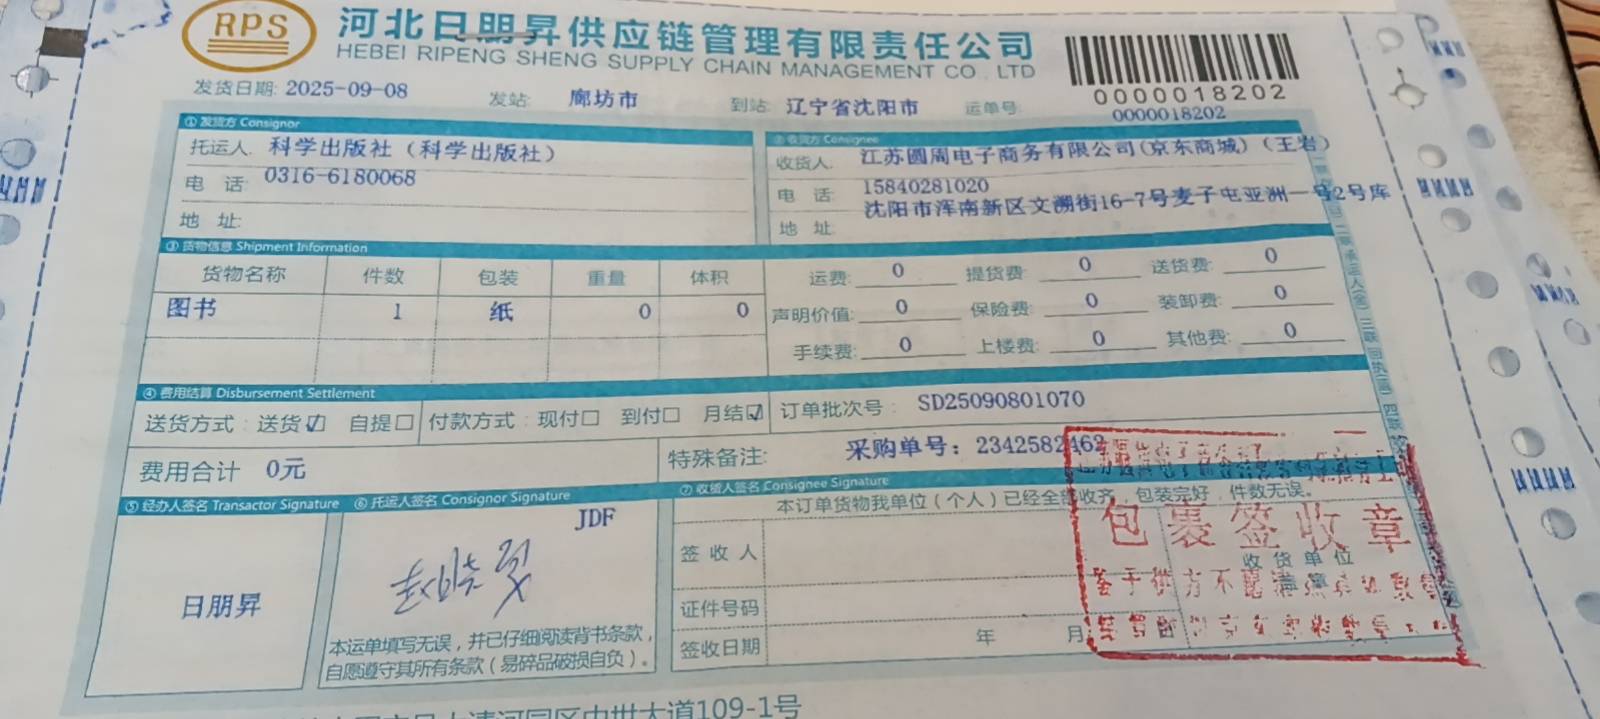 RPS
河北日朋昇供应链管理有限责任公司
HEBEI RIPENG SHENG SUPPLY CHAIN MANAGEMENT CO . LTD
0000018202
发货日期: 2025-09-08 发站: 廊坊市 到站: 辽宁省沈阳市 运单号: 0000018202
① 发货方 Consignor
② 收货方 Consignee
托运人: 科学出版社（科学出版社）
收货人: 江苏圆周电子商务有限公司(京东商城)（王岩）
电 话: 0316-6180068
电 话: 15840281020
地 址:
地 址: 沈阳市浑南新区文溯街16-7号麦子屯亚洲一号2号库
③ 货物信息 Shipment Information
货物名称 件数 包装 重量 体积
运费: 0 提货费: 0 送货费: 0
图书 1 纸 0 0
声明价值: 0 保险费: 0 装卸费: 0
手续费: 0 上楼费: 0 其他费: 0
④ 费用结算 Disbursement Settlement
送货方式: 送货☑ 自提☐ 付款方式: 现付☐ 到付☐ 月结☑ 订单批次号: SD25090801070
费用合计 0元
特殊备注: 采购单号: 2342582462
⑤ 经办人签名 Transactor Signature
⑥ 托运人签名 Consignor Signature
⑦ 收货人签名 Consignee Signature
本订单货物我单位（个人）已经全部收齐，包装完好，件数无误。
JDF
包裹签收章
签收人
收货单位
日朋昇
证件号码
本运单填写无误，并已仔细阅读背书条款，
自愿遵守其所有条款（易碎品破损自负）。
签收日期 年 月 日
中世大道109-1号